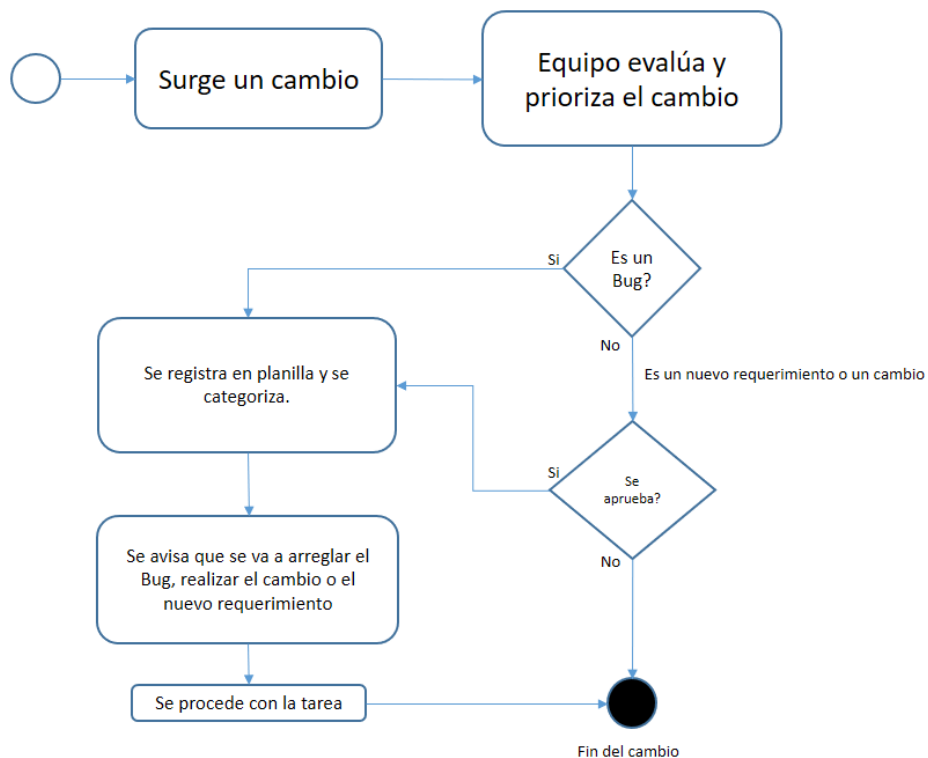 Surge un cambio
Equipo evalúa y
prioriza el cambio
Es un
Bug?
Si
No
Es un nuevo requerimiento o un cambio
Se registra en planilla y se
categoriza.
Se
aprueba?
Si
No
Se avisa que se va a arreglar el
Bug, realizar el cambio o el
nuevo requerimiento
Se procede con la tarea
Fin del cambio